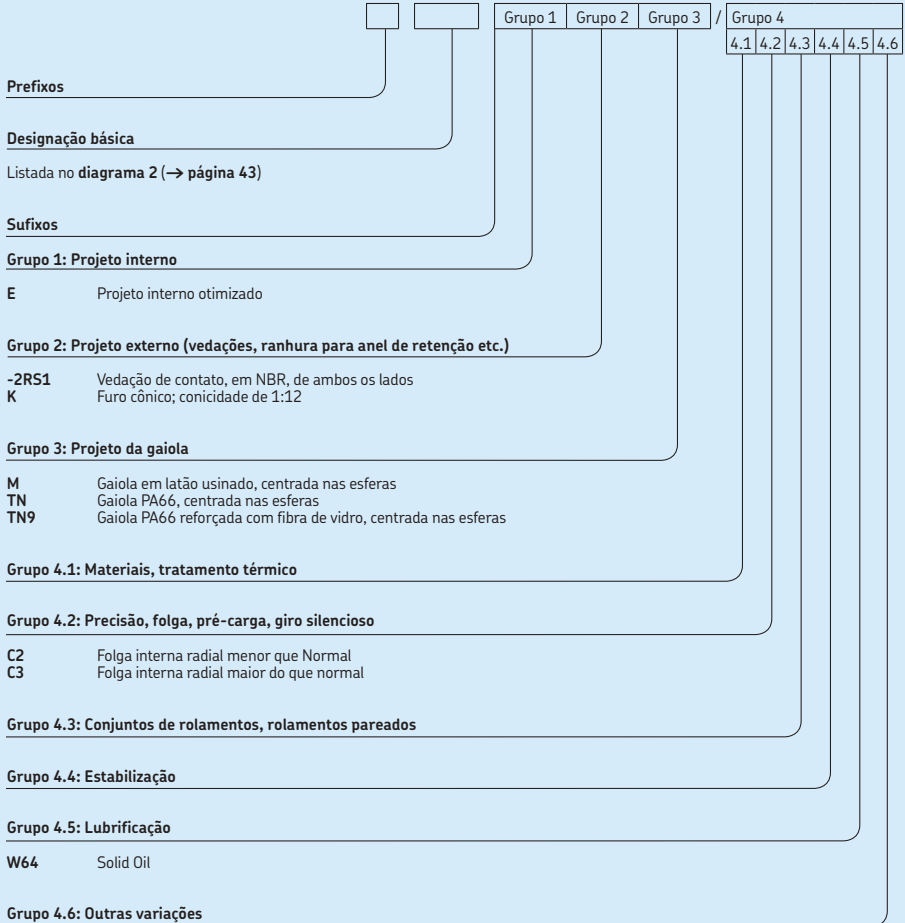 Grupo 1 Grupo 2 Grupo 3 / Grupo 4
4.1 4.2 4.3 4.4 4.5 4.6
Prefixos
Designação básica
Listada no diagrama 2 (→ página 43)
Sufixos
Grupo 1: Projeto interno
E Projeto interno otimizado
Grupo 2: Projeto externo (vedações, ranhura para anel de retenção etc.)
-2RS1 Vedação de contato, em NBR, de ambos os lados
K Furo cônico; conicidade de 1:12
Grupo 3: Projeto da gaiola
M Gaiola em latão usinado, centrada nas esferas
TN Gaiola PA66, centrada nas esferas
TN9 Gaiola PA66 reforçada com fibra de vidro, centrada nas esferas
Grupo 4.1: Materiais, tratamento térmico
Grupo 4.2: Precisão, folga, pré-carga, giro silencioso
C2 Folga interna radial menor que Normal
C3 Folga interna radial maior do que normal
Grupo 4.3: Conjuntos de rolamentos, rolamentos pareados
Grupo 4.4: Estabilização
Grupo 4.5: Lubrificação
W64 Solid Oil
Grupo 4.6: Outras variações